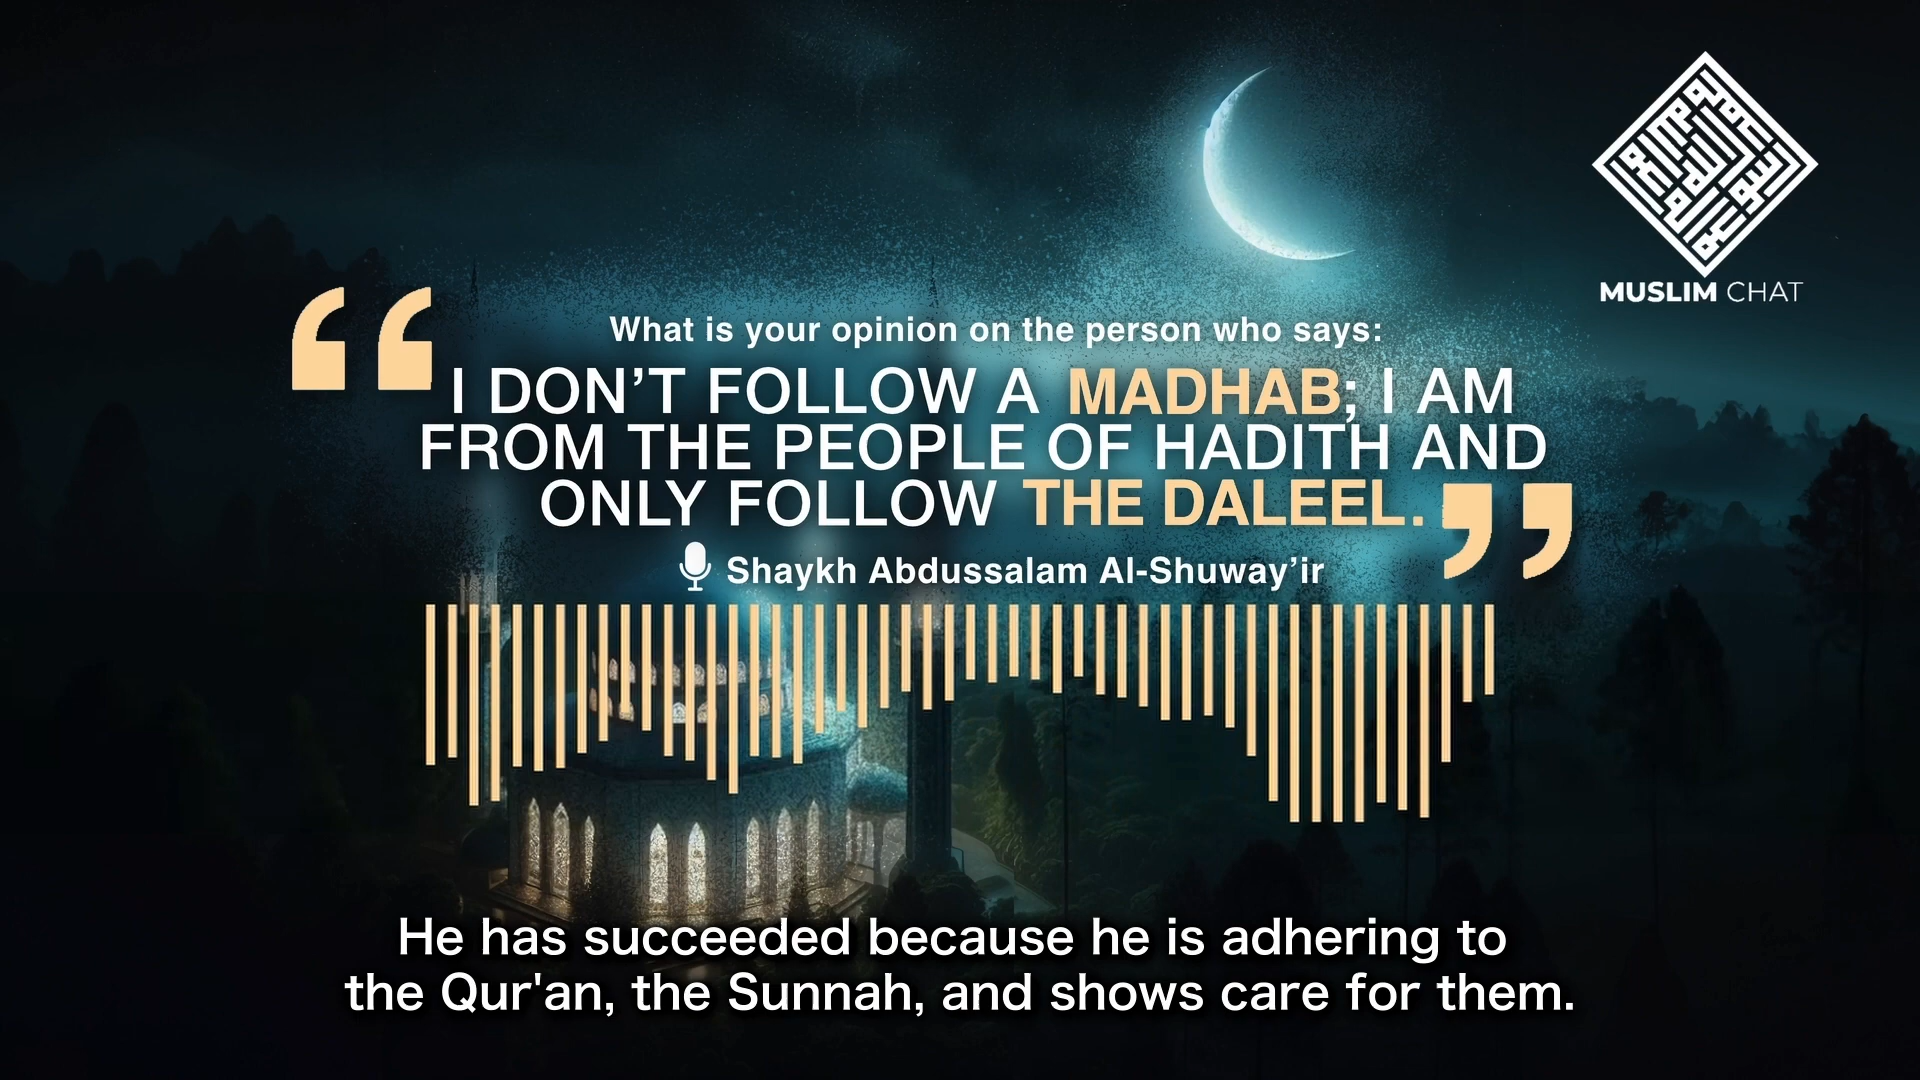 MUSLIM CHAT
What is your opinion on the person who says:
“I DON’T FOLLOW A MADHAB; I AM
FROM THE PEOPLE OF HADITH AND
ONLY FOLLOW THE DALEEL.”
Shaykh Abdussalam Al-Shuway’ir
He has succeeded because he is adhering to
the Qur'an, the Sunnah, and shows care for them.